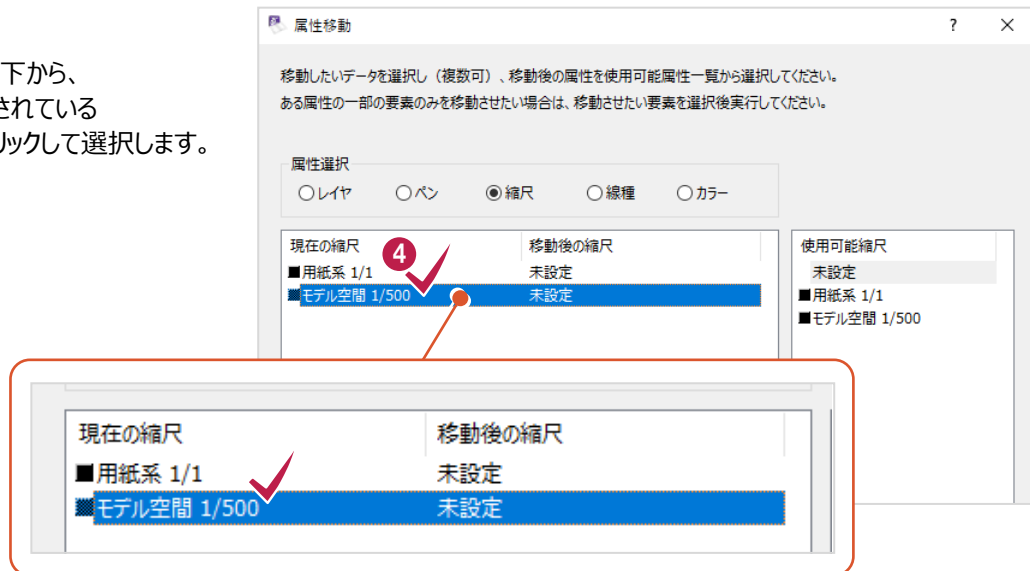 属性移動
? ×
下から、
されている
リックして選択します。
移動したいデータを選択し（複数可）、移動後の属性を使用可能属性一覧から選択してください。
ある属性の一部の要素のみを移動させたい場合は、移動させたい要素を選択後実行してください。
属性選択
レイヤ ペン 縮尺 線種 カラー
現在の縮尺 移動後の縮尺
■用紙系 1/1 未設定
■モデル空間 1/500 未設定
4
使用可能縮尺
未設定
■用紙系 1/1
■モデル空間 1/500
現在の縮尺 移動後の縮尺
■用紙系 1/1 未設定
■モデル空間 1/500 未設定